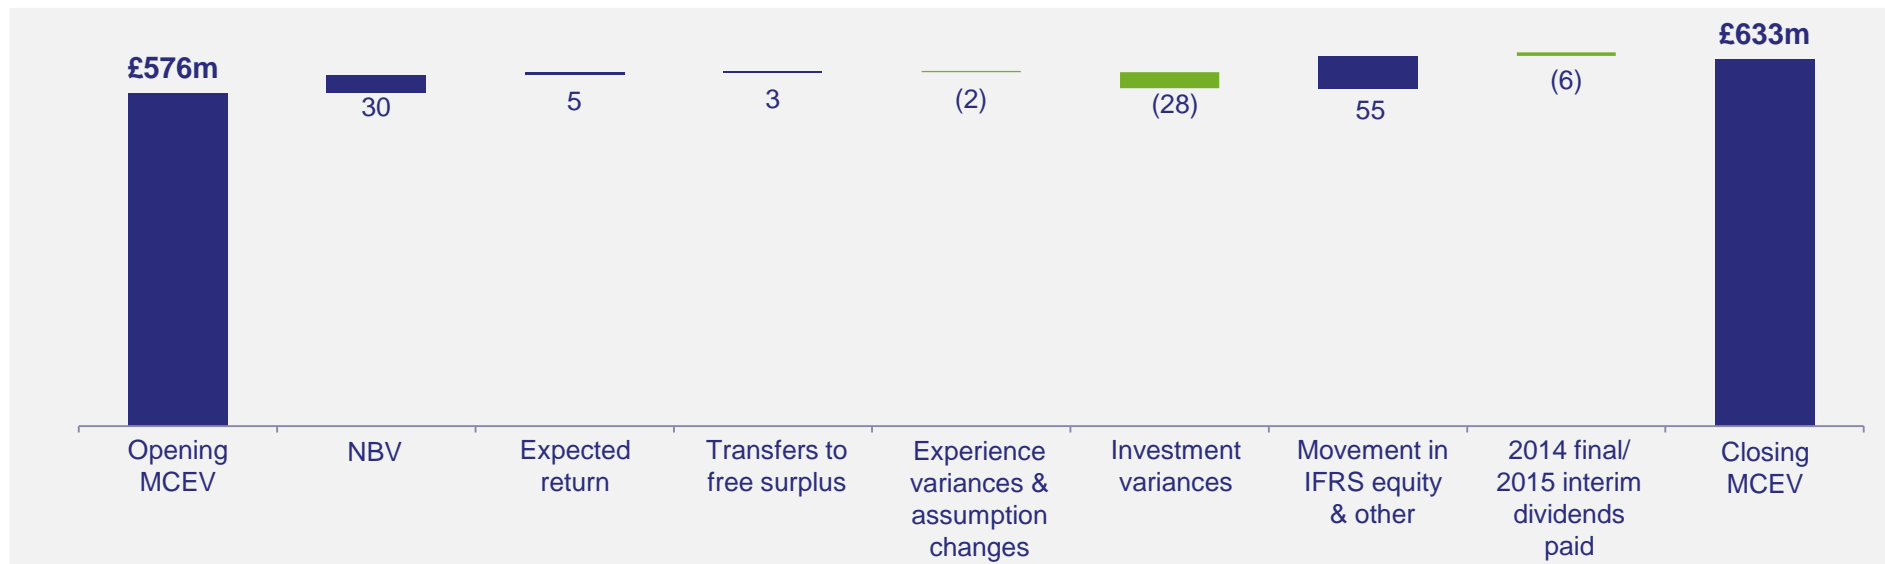 £576m
30
5
3
(2)
(28)
55
(6)
£633m
Opening
MCEV
NBV
Expected
return
Transfers to
free surplus
Experience
variances &
assumption
changes
Investment
variances
Movement in
IFRS equity
& other
2014 final/
2015 interim
dividends
paid
Closing
MCEV